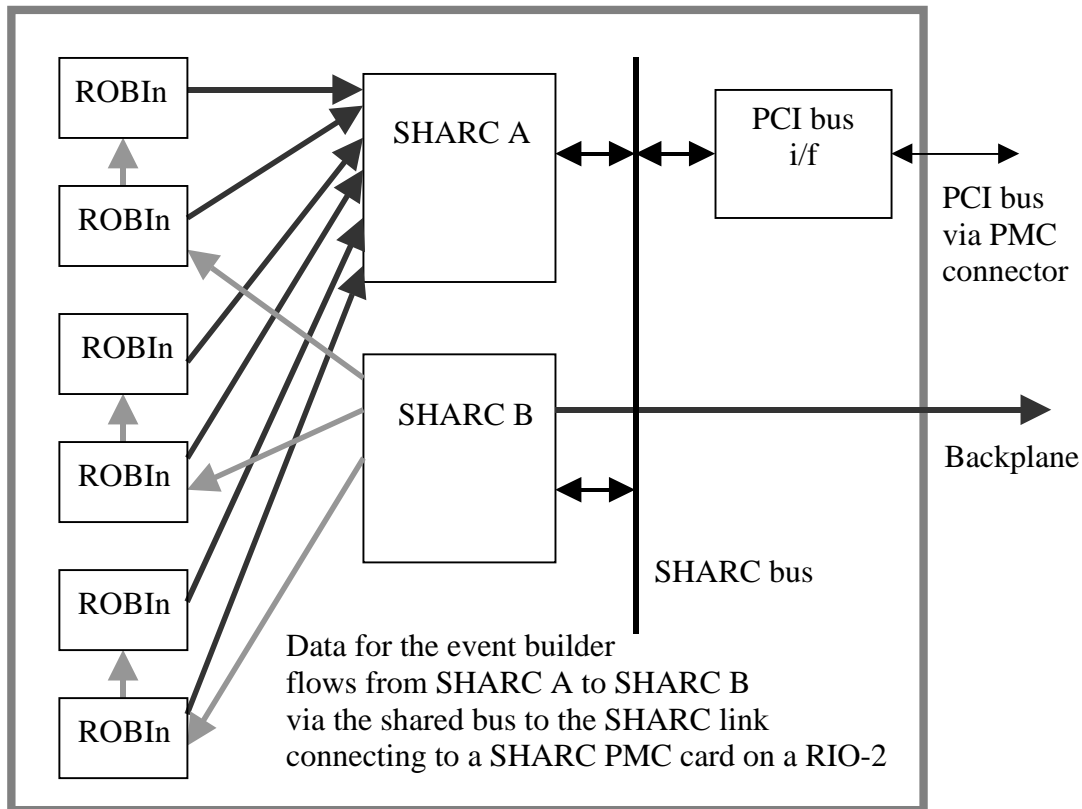 ROBIn
ROBIn
ROBIn
ROBIn
ROBIn
ROBIn
SHARC A
SHARC B
PCI bus
i/f
PCI bus
via PMC
connector
Backplane
SHARC bus
Data for the event builder
flows from SHARC A to SHARC B
via the shared bus to the SHARC link
connecting to a SHARC PMC card on a RIO-2